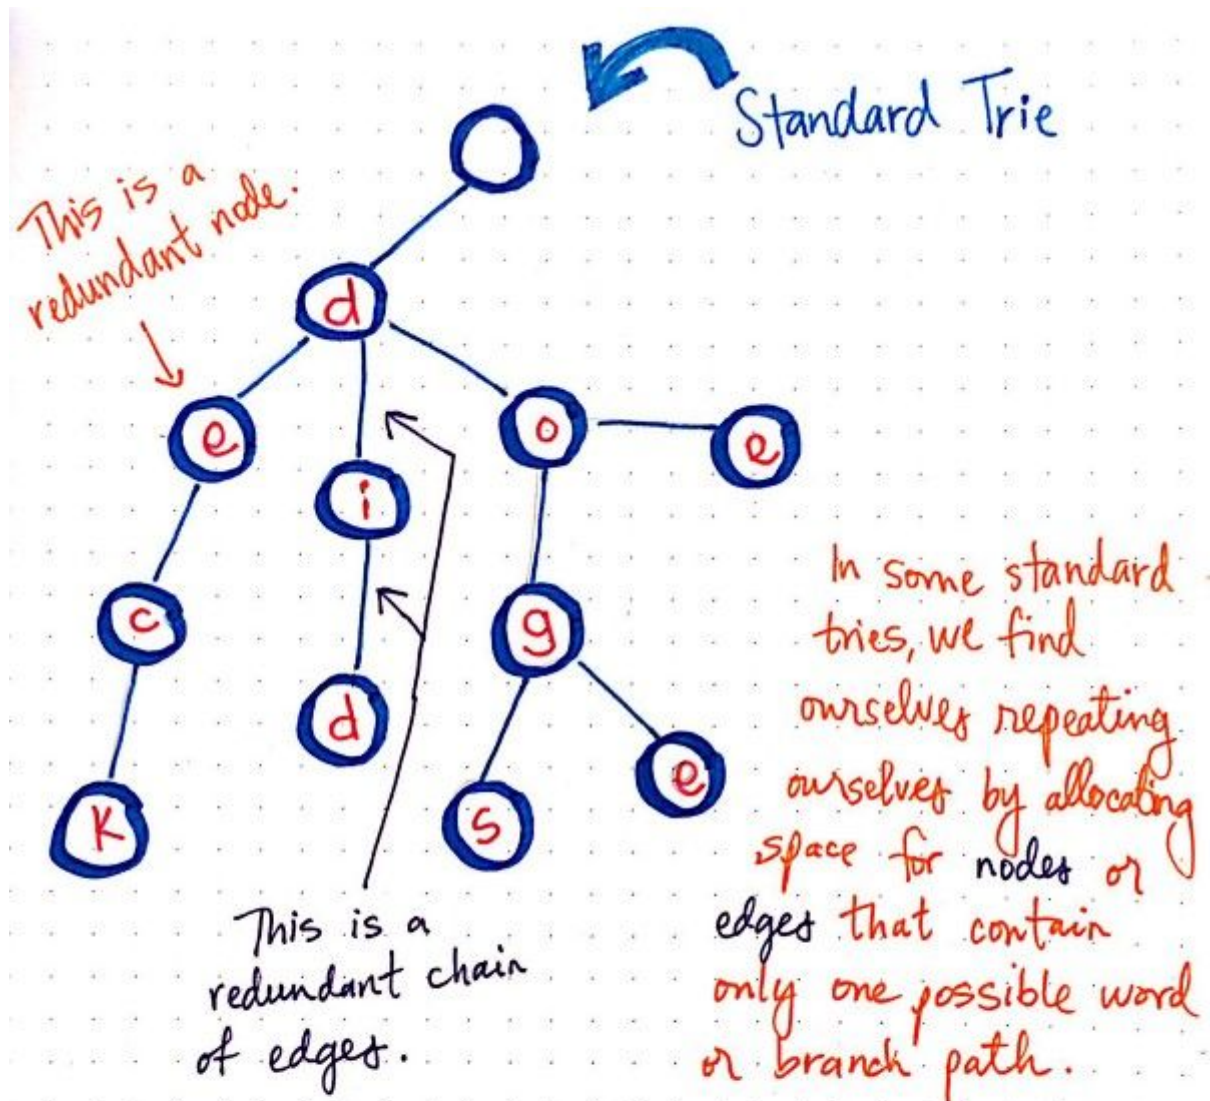 Standard Trie
This is a
redundant node.
d
e
i
o
e
c
d
g
k
s
e
This is a
redundant chain
of edges.
In some standard
tries, we find
ourselves repeating
ourselves by allocating
space for nodes or
edges that contain
only one possible word
or branch path.